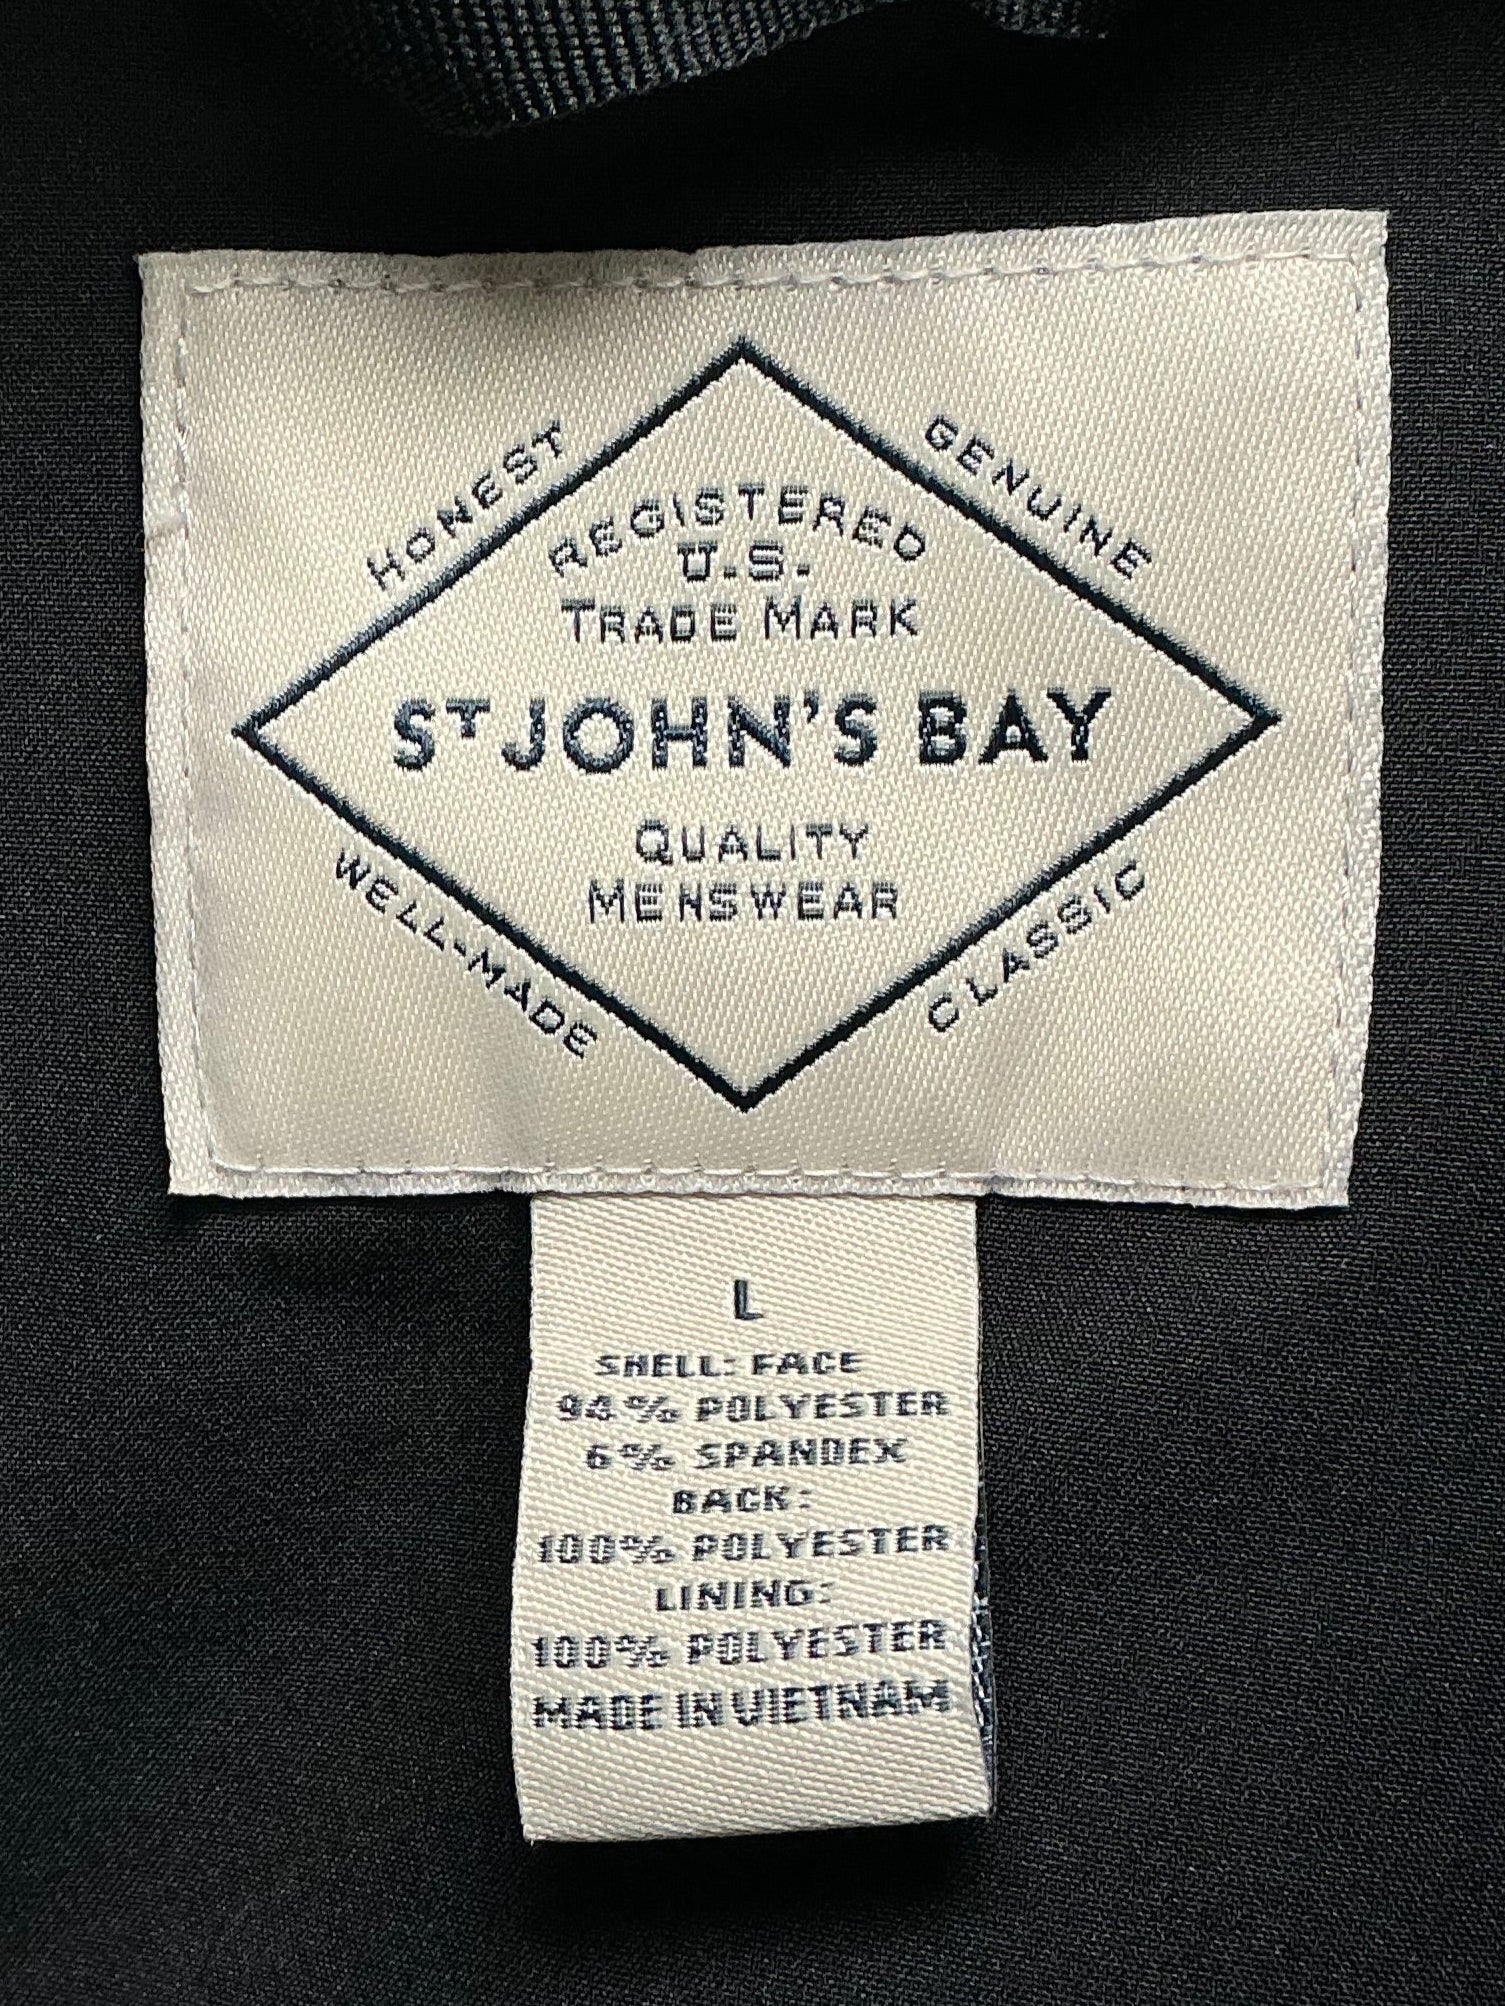 HONEST
GENUINE
REGISTERED
U.S.
TRADE MARK
ST JOHN'S BAY
QUALITY
MENSWEAR
WELL-MADE
CLASSIC
L
SHELL: FACE
94% POLYESTER
6% SPANDEX
BACK:
100% POLYESTER
LINING:
100% POLYESTER
MADE IN VIETNAM